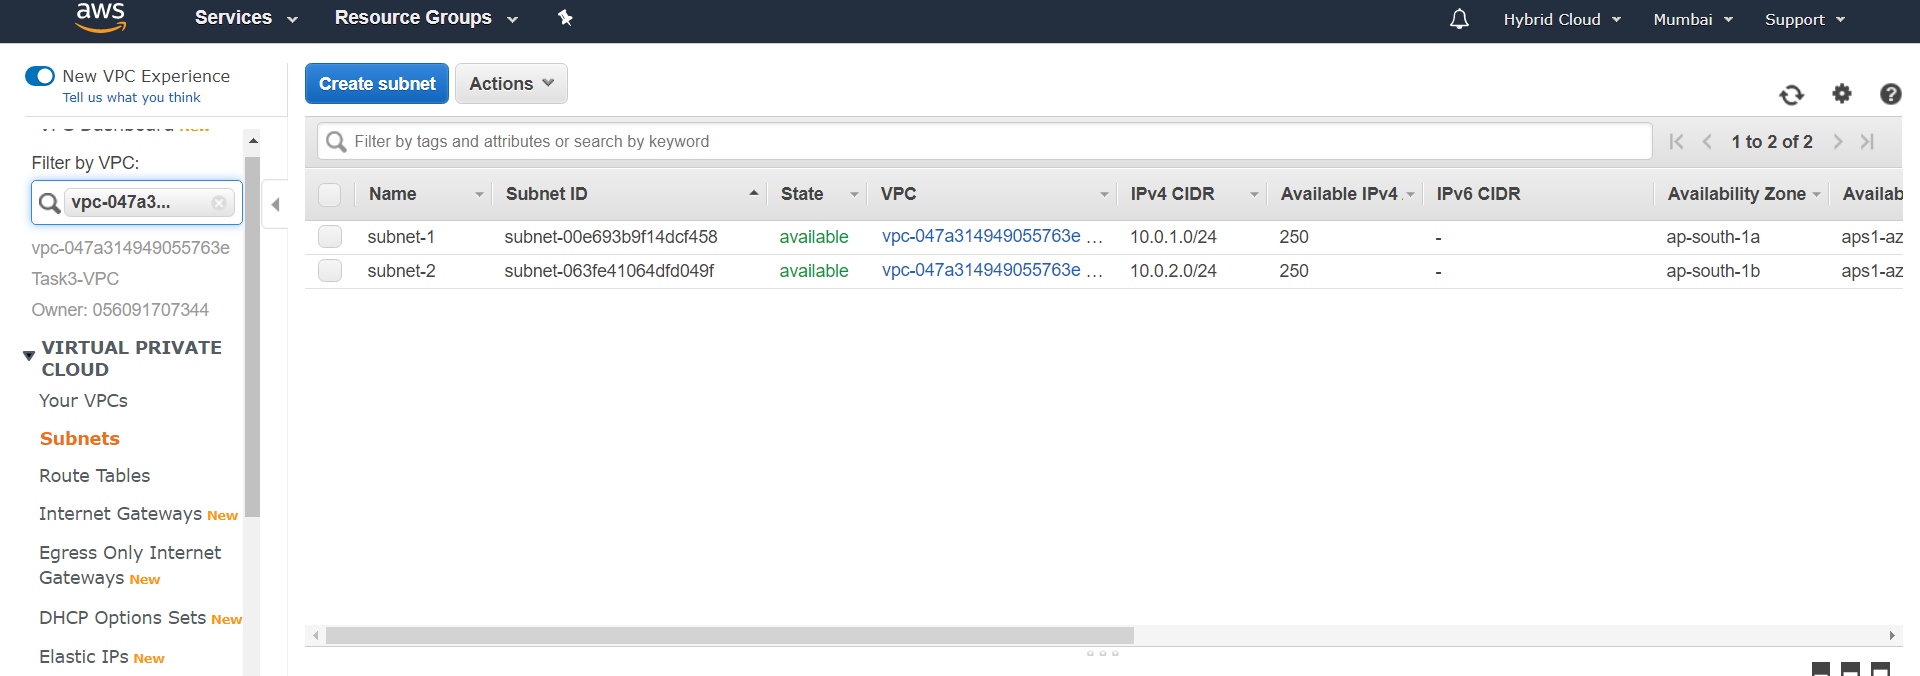 aws Services Resource Groups Hybrid Cloud Mumbai Support
New VPC Experience
Tell us what you think
VPC Dashboard New
Filter by VPC:
vpc-047a3...
vpc-047a314949055763e
Task3-VPC
Owner: 056091707344
VIRTUAL PRIVATE
CLOUD
Your VPCs
Subnets
Route Tables
Internet Gateways New
Egress Only Internet
Gateways New
DHCP Options Sets New
Elastic IPs New
Create subnet Actions
Filter by tags and attributes or search by keyword
1 to 2 of 2
Name Subnet ID State VPC IPv4 CIDR Available IPv4 IPv6 CIDR Availability Zone Availab
subnet-1 subnet-00e693b9f14dcf458 available vpc-047a314949055763e ... 10.0.1.0/24 250 - ap-south-1a aps1-az
subnet-2 subnet-063fe41064dfd049f available vpc-047a314949055763e ... 10.0.2.0/24 250 - ap-south-1b aps1-az